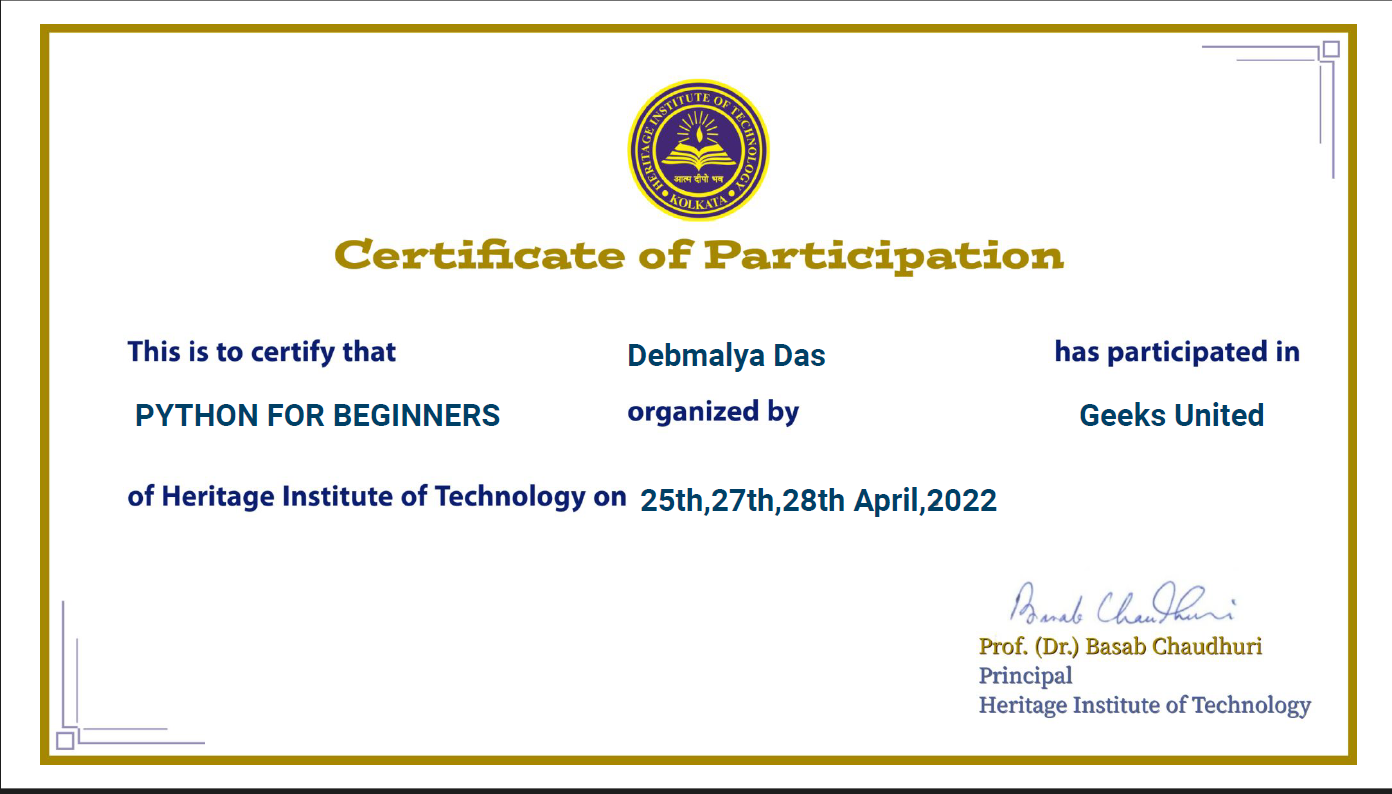 HERITAGE INSTITUTE OF TECHNOLOGY
आत्म दीपो भव
KOLKATA
Certificate of Participation
This is to certify that Debmalya Das has participated in
PYTHON FOR BEGINNERS organized by Geeks United
of Heritage Institute of Technology on 25th,27th,28th April,2022
Basab Chaudhuri
Prof. (Dr.) Basab Chaudhuri
Principal
Heritage Institute of Technology